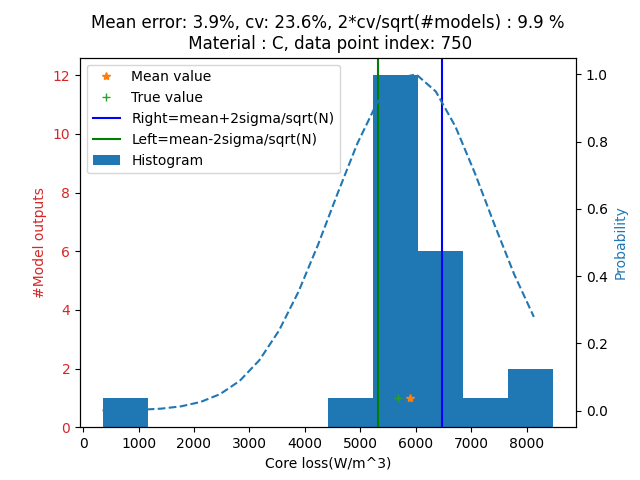 Mean error: 3.9%, cv: 23.6%, 2*cv/sqrt(#models) : 9.9 %
Material : C, data point index: 750
Mean value
True value
Right=mean+2sigma/sqrt(N)
Left=mean-2sigma/sqrt(N)
Histogram
#Model outputs
12
10
8
6
4
2
0
1.0
0.8
0.6
0.4
0.2
0.0
Probability
0 1000 2000 3000 4000 5000 6000 7000 8000
Core loss(W/m^3)